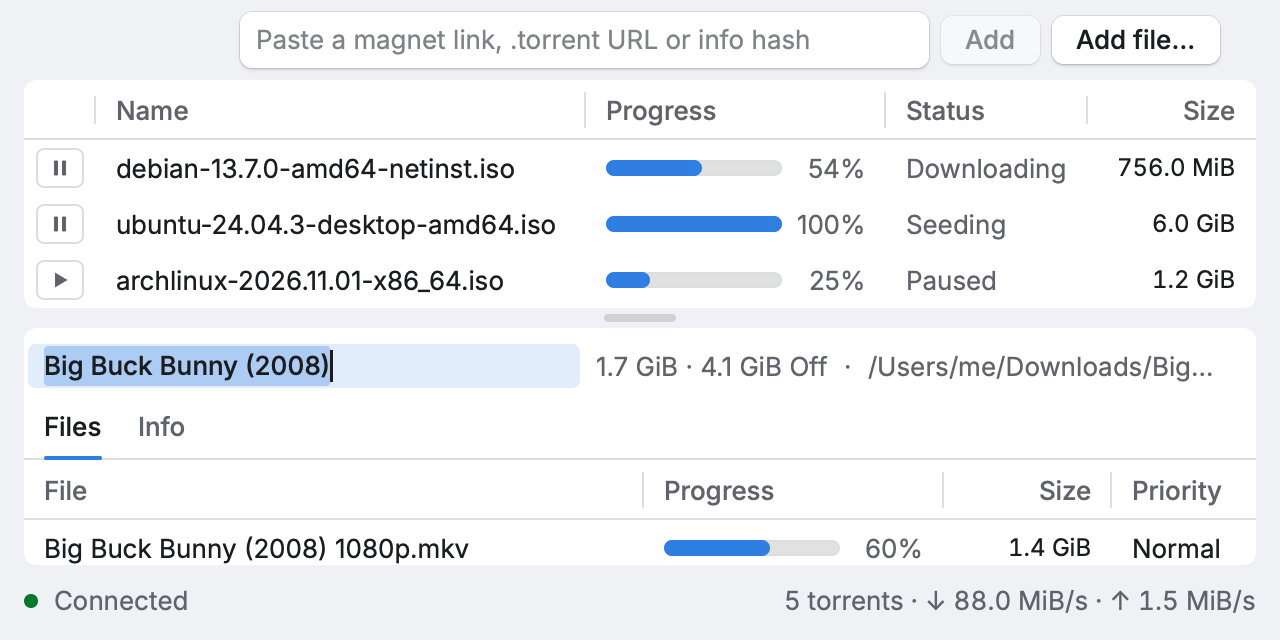 Paste a magnet link, .torrent URL or info hash Add Add file...
Name Progress Status Size
debian-13.7.0-amd64-netinst.iso 54% Downloading 756.0 MiB
ubuntu-24.04.3-desktop-amd64.iso 100% Seeding 6.0 GiB
archlinux-2026.11.01-x86_64.iso 25% Paused 1.2 GiB
Big Buck Bunny (2008) 1.7 GiB · 4.1 GiB Off · /Users/me/Downloads/Big...
Files Info
File Progress Size Priority
Big Buck Bunny (2008) 1080p.mkv 60% 1.4 GiB Normal
Connected 5 torrents · ↓ 88.0 MiB/s · ↑ 1.5 MiB/s